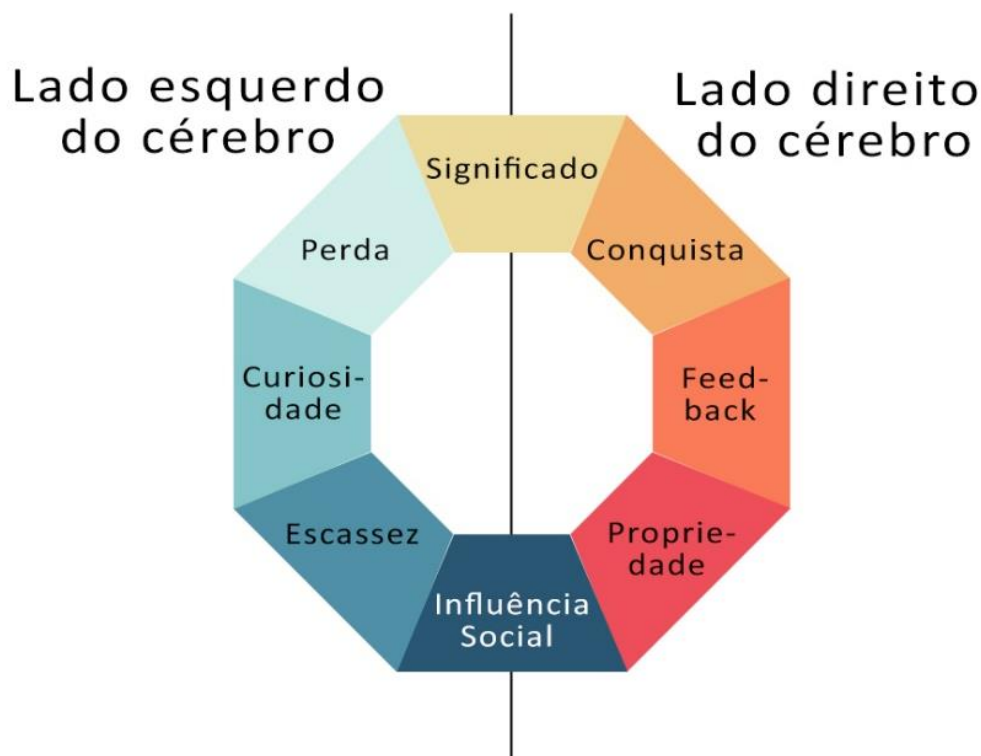 Lado esquerdo
do cérebro
Lado direito
do cérebro
Significado
Perda
Conquista
Curiosi-
dade
Feed-
back
Escassez
Proprie-
dade
Influência
Social